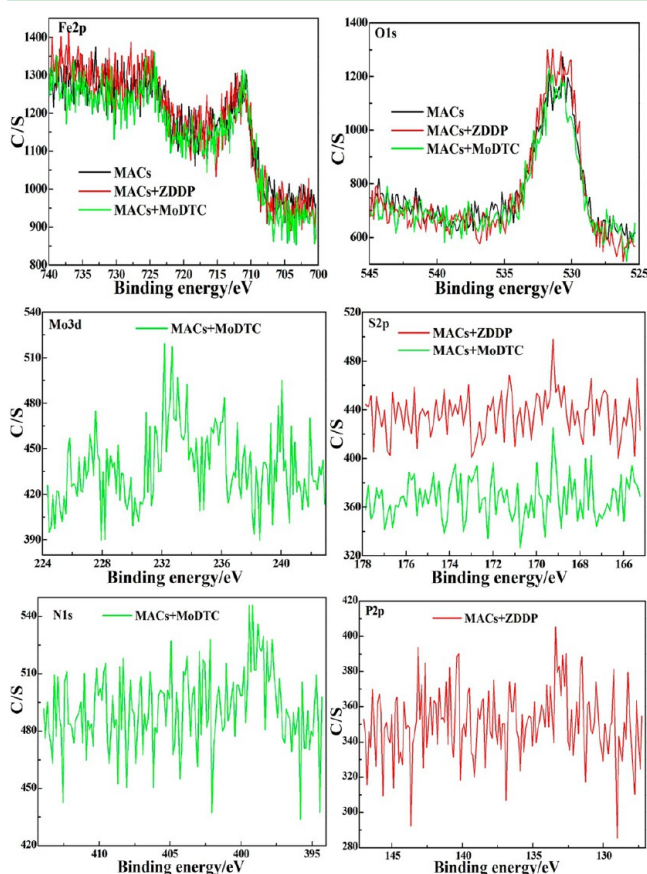 Fe2p
1400
1300
1200
1100
1000
900
800
C/S
MACs
MACs+ZDDP
MACs+MoDTC
740 735 730 725 720 715 710 705 700
Binding energy/eV
O1s
1400
1200
1000
800
600
C/S
MACs
MACs+ZDDP
MACs+MoDTC
545 540 535 530 525
Binding energy/eV
Mo3d
540
510
480
450
420
390
C/S
MACs+MoDTC
224 228 232 236 240
Binding energy/eV
S2p
520
480
440
400
360
320
C/S
MACs+ZDDP
MACs+MoDTC
178 176 174 172 170 168 166
Binding energy/eV
N1s
540
510
480
450
420
C/S
MACs+MoDTC
410 405 400 395
Binding energy/eV
P2p
420
400
380
360
340
320
300
280
C/S
MACs+ZDDP
145 140 135 130
Binding energy/eV